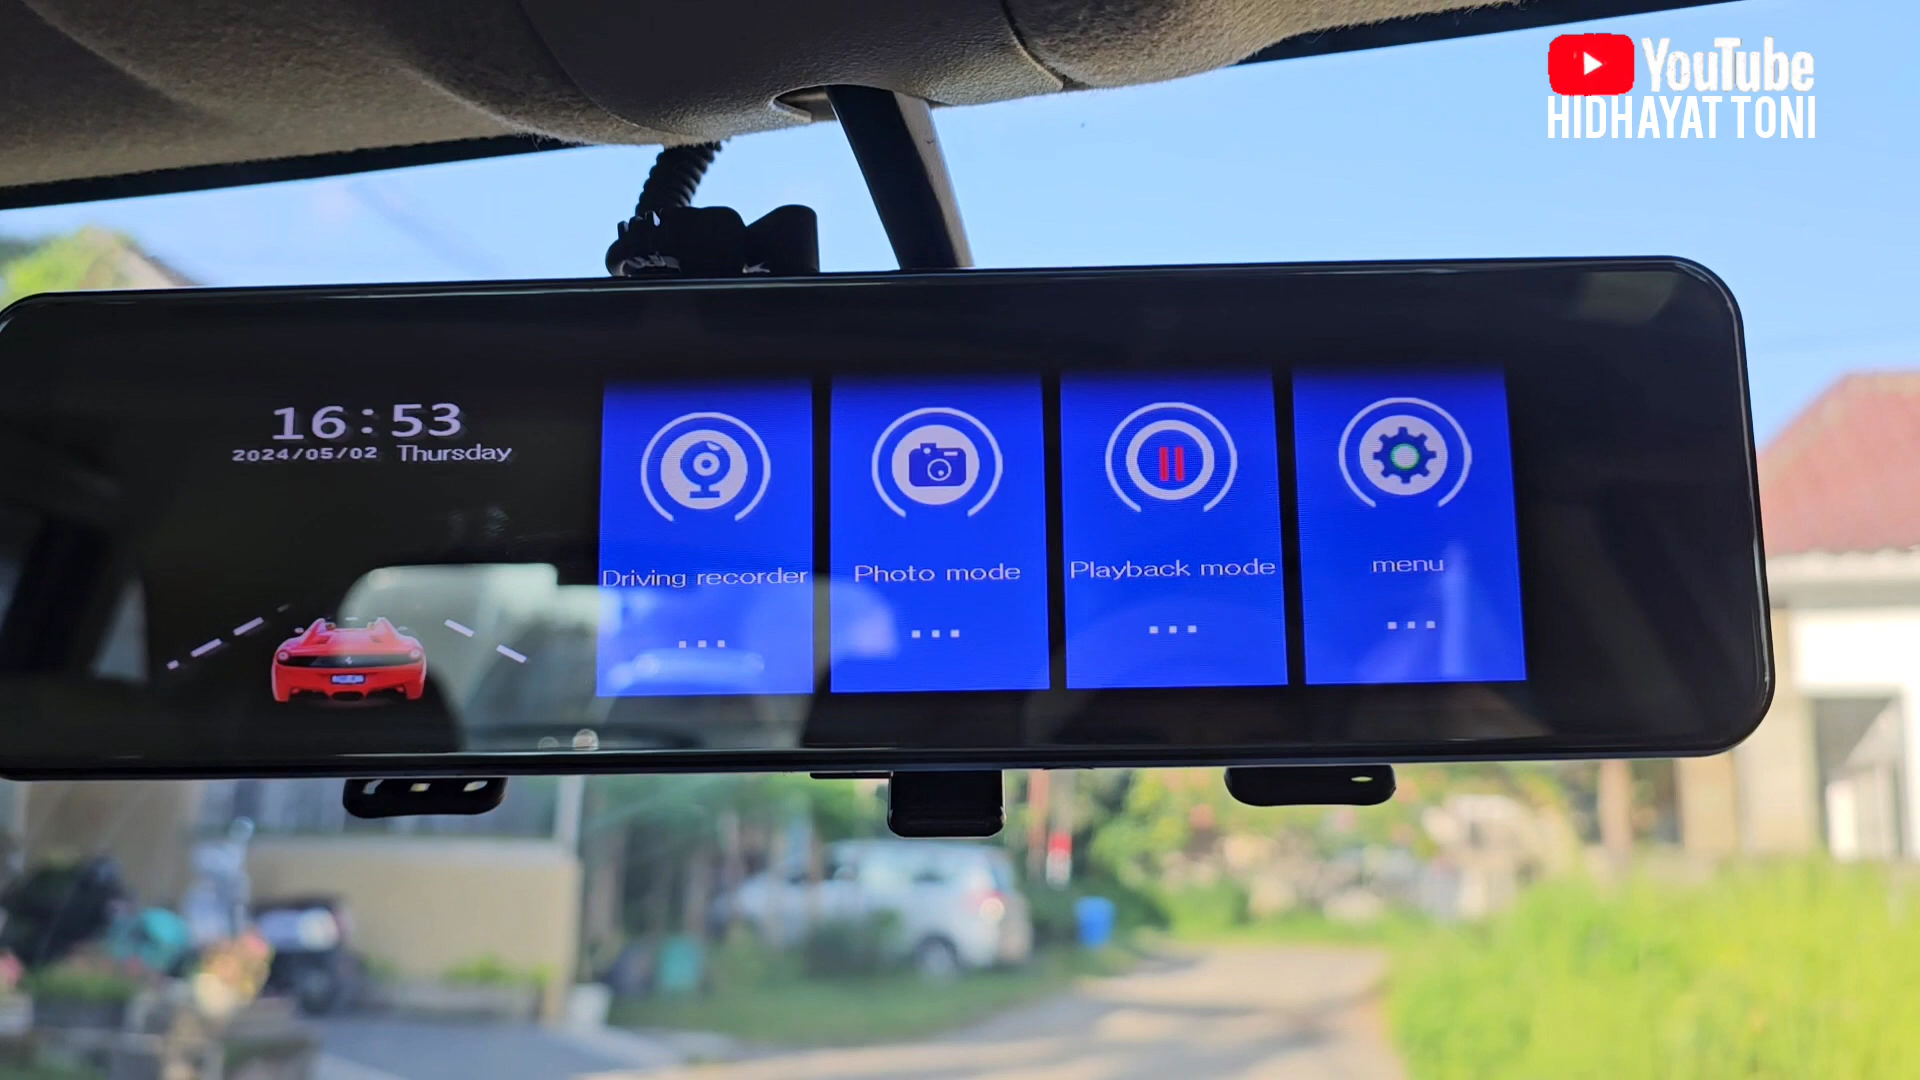 YouTube
HIDHAYAT TONI
16:53
2024/05/02 Thursday
Driving recorder
Photo mode
Playback mode
menu